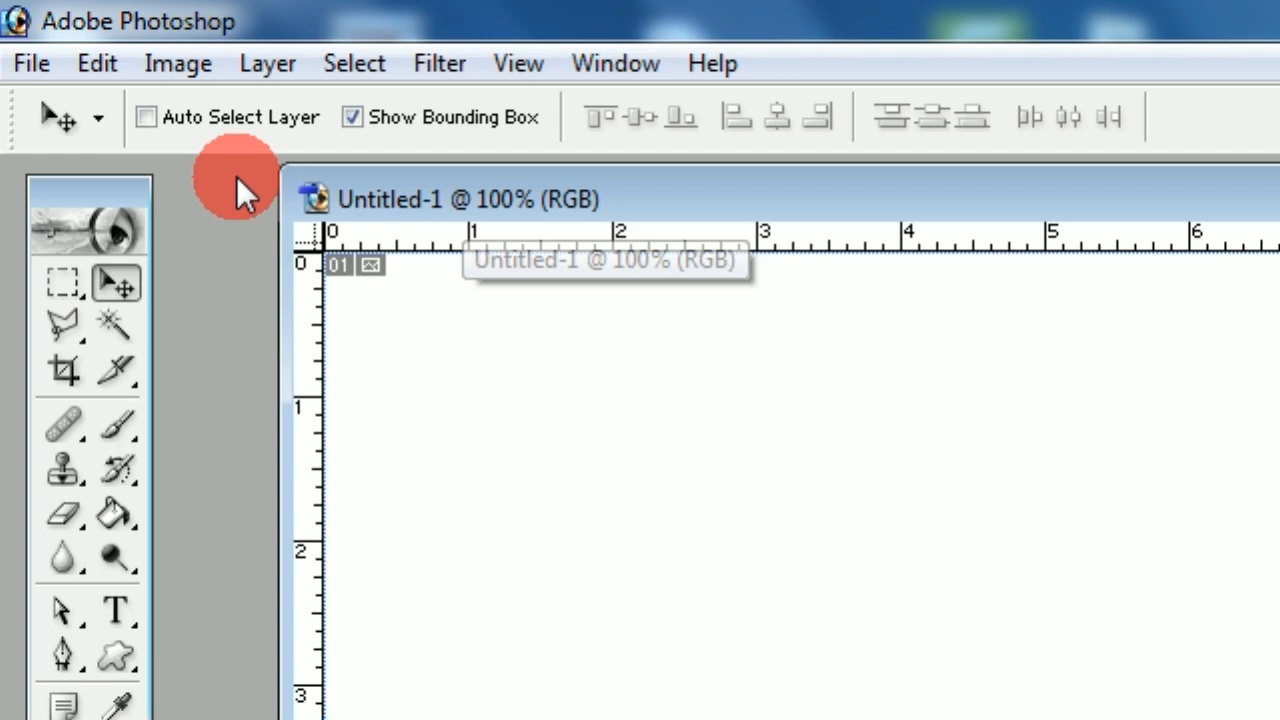 Adobe Photoshop
File Edit Image Layer Select Filter View Window Help
Auto Select Layer Show Bounding Box
Untitled-1 @ 100% (RGB)
0 1 2 3 4 5 6
Untitled-1 @ 100% (RGB)
0
01
1
2
T
3